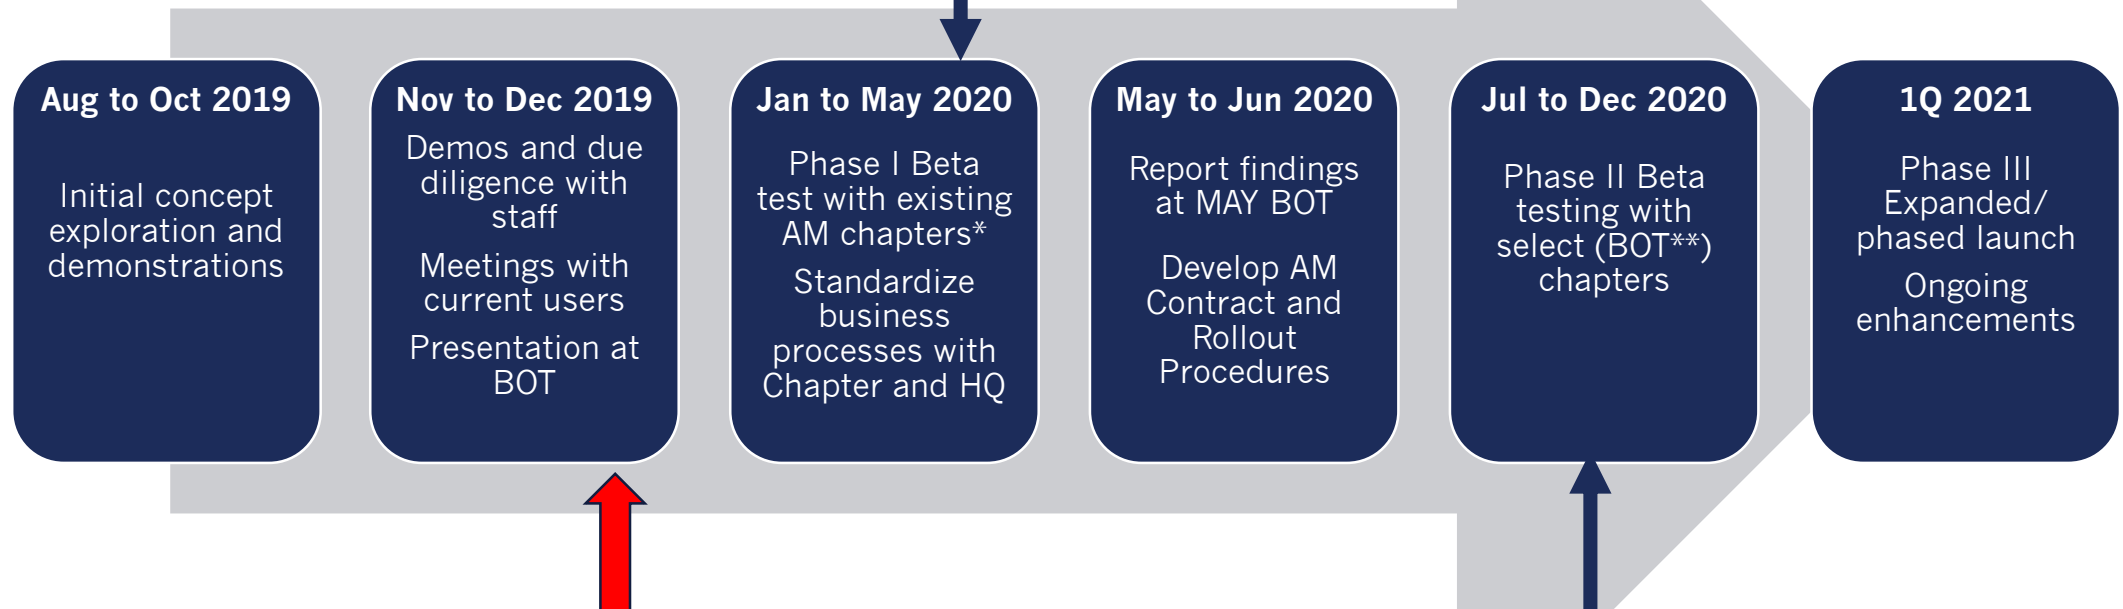 Aug to Oct 2019
Initial concept
exploration and
demonstrations
Nov to Dec 2019
Demos and due
diligence with
staff
Meetings with
current users
Presentation at
BOT
Jan to May 2020
Phase I Beta
test with existing
AM chapters*
Standardize
business
processes with
Chapter and HQ
May to Jun 2020
Report findings
at MAY BOT
Develop AM
Contract and
Rollout
Procedures
Jul to Dec 2020
Phase II Beta
testing with
select (BOT**)
chapters
1Q 2021
Phase III
Expanded/
phased launch
Ongoing
enhancements